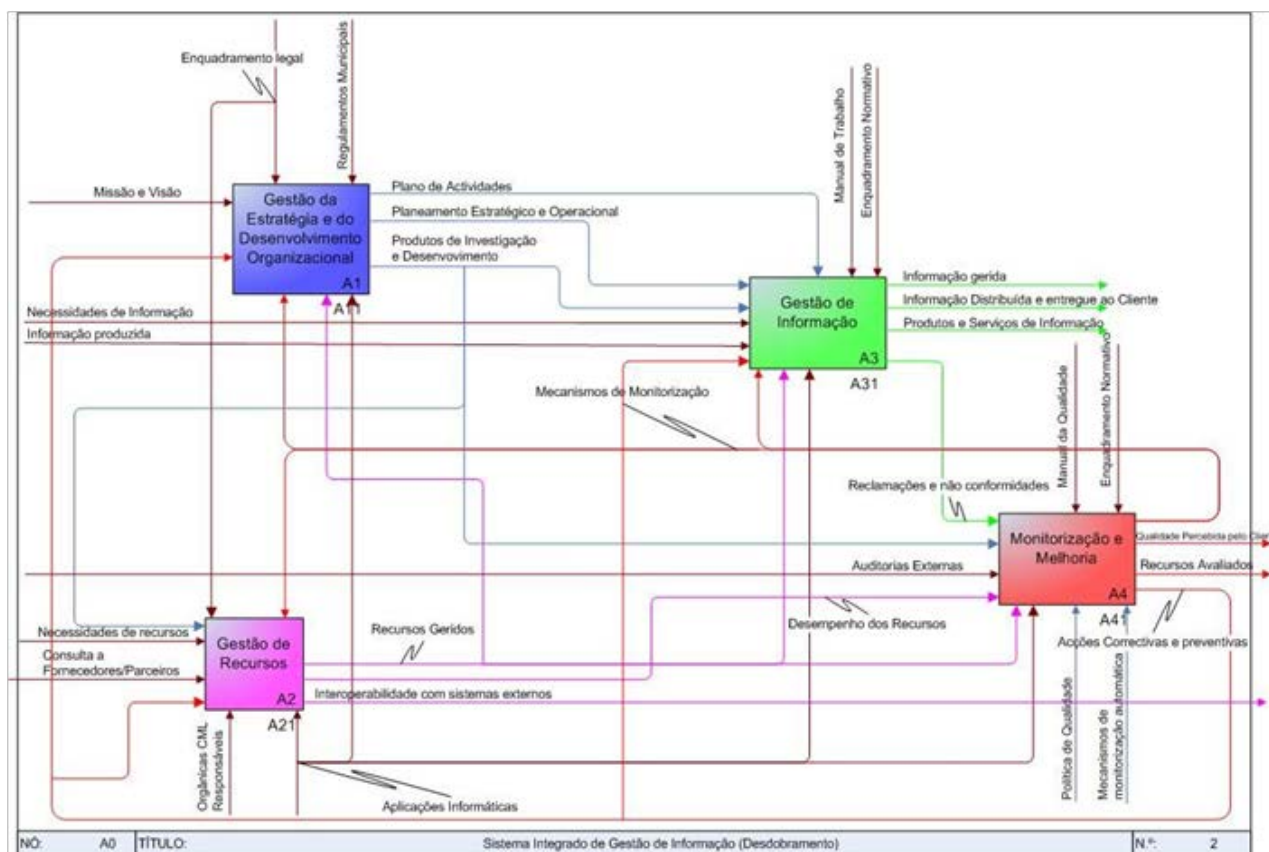 Enquadramento legal
Regulamentos Municipais
Manual de Trabalho
Enquadramento Normativo
Missão e Visão
Gestão da
Estratégia e do
Desenvolvimento
Organizacional
A1
A11
Plano de Actividades
Planeamento Estratégico e Operacional
Produtos de Investigação
e Desenvovimento
Necessidades de Informação
Informação produzida
Gestão de
Informação
A3
A31
Informação gerida
Informação Distribuída e entregue ao Cliente
Produtos e Serviços de Informação
Mecanismos de Monitorização
Manual da Qualidade
Enquadramento Normativo
Reclamações e não conformidades
Monitorização e
Melhoria
A4
A41
Qualidade Percebida pelo Clien
Recursos Avaliados
Auditorias Externas
Desempenho dos Recursos
Acções Correctivas e preventivas
Necessidades de recursos
Consulta a
Fornecedores/Parceiros
Gestão de
Recursos
A2
A21
Recursos Geridos
Interoperabilidade com sistemas externos
Orgânicas CML
Responsáveis
Aplicações Informáticas
Política de Qualidade
Mecanismos de
monitorização automática
NÓ: A0 TÍTULO: Sistema Integrado de Gestão de Informação (Desdobramento) N.º: 2